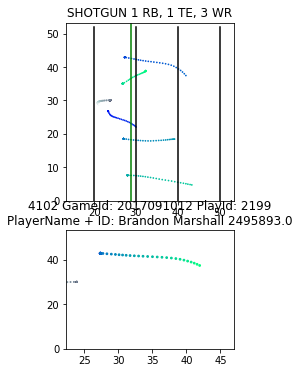 SHOTGUN 1 RB, 1 TE, 3 WR
50
40
30
20
10
0
20 30 40 50
4102 GameId: 2017091012 PlayId: 2199
PlayerName + ID: Brandon Marshall 2495893.0
40
20
0
25 30 35 40 45